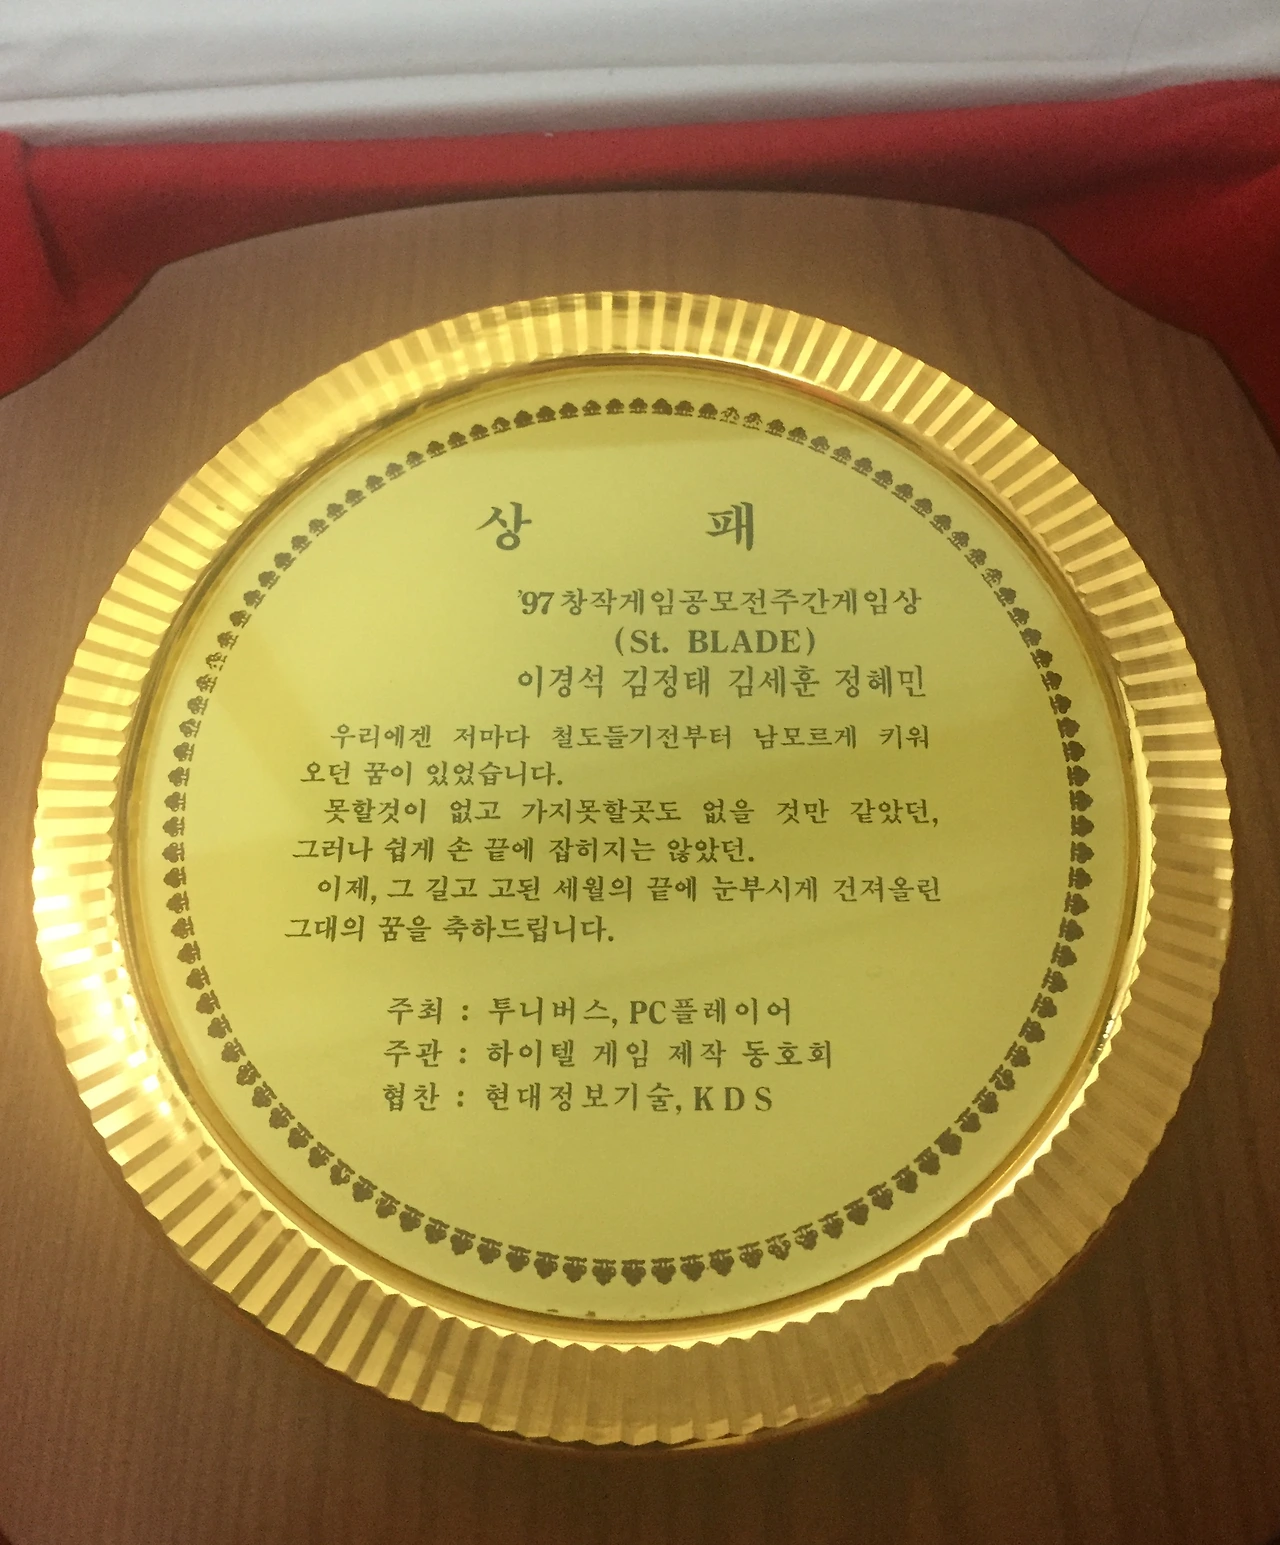 상 패
'97 창작게임공모전주간게임상
(St. BLADE)
이경석 김정태 김세훈 정혜민
우리에겐 저마다 철도들기전부터 남모르게 키워
오던 꿈이 있었습니다.
못할것이 없고 가지못할곳도 없을 것만 같았던,
그러나 쉽게 손 끝에 잡히지는 않았던.
이제, 그 길고 고된 세월의 끝에 눈부시게 건져올린
그대의 꿈을 축하드립니다.
주최 : 투니버스, PC플레이어
주관 : 하이텔 게임 제작 동호회
협찬 : 현대정보기술, KDS